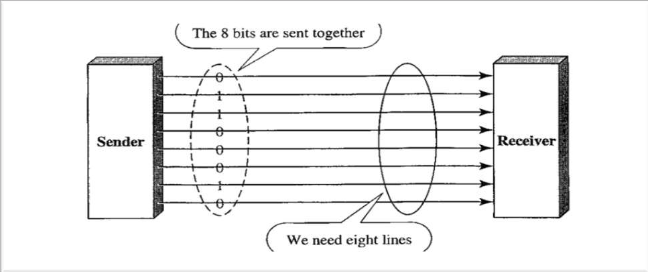 The 8 bits are sent together
0
1
1
0
Sender
Receiver
0
0
1
0
We need eight lines